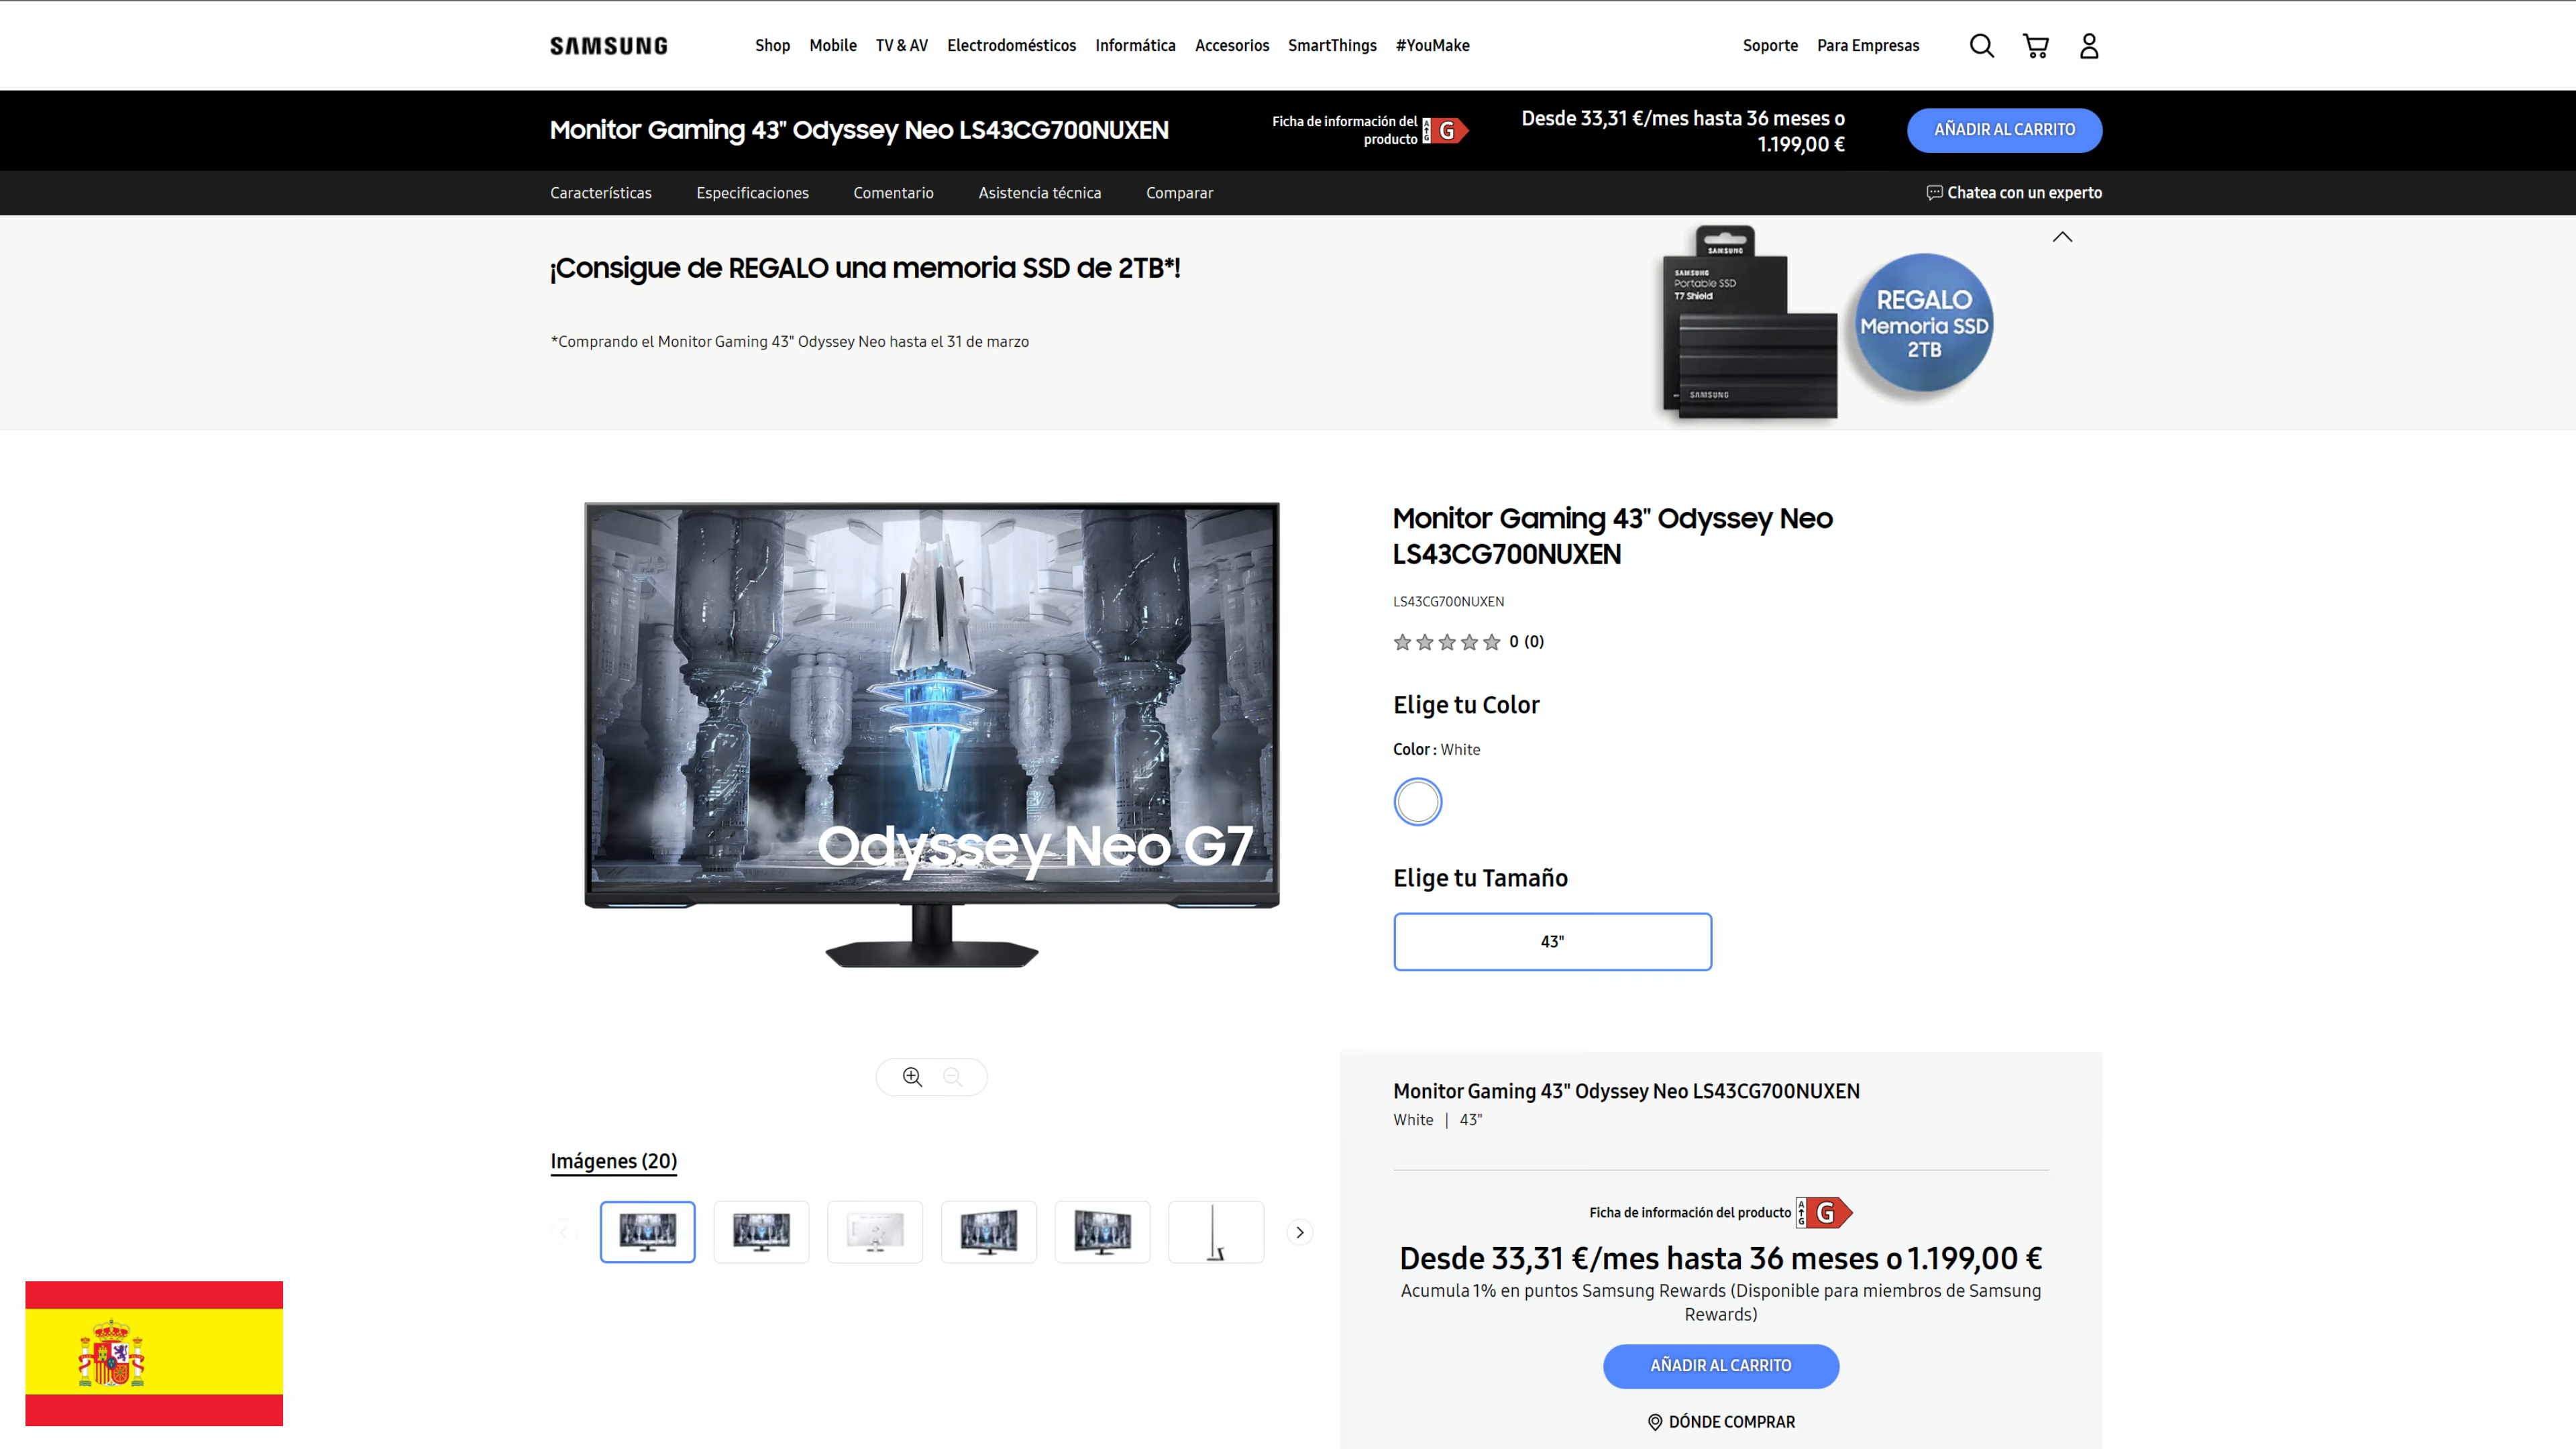 SAMSUNG
Shop Mobile TV & AV Electrodomésticos Informática Accesorios SmartThings #YouMake
Soporte Para Empresas
Monitor Gaming 43" Odyssey Neo LS43CG700NUXEN
Ficha de información del
producto
A
G
G
Desde 33,31 €/mes hasta 36 meses o
1.199,00 €
AÑADIR AL CARRITO
Características Especificaciones Comentario Asistencia técnica Comparar
Chatea con un experto
¡Consigue de REGALO una memoria SSD de 2TB*!
*Comprando el Monitor Gaming 43" Odyssey Neo hasta el 31 de marzo
SAMSUNG
SAMSUNG
Portable SSD
T7 Shield
SAMSUNG
REGALO
Memoria SSD
2TB
Odyssey Neo G7
Monitor Gaming 43" Odyssey Neo
LS43CG700NUXEN
LS43CG700NUXEN
0 (0)
Elige tu Color
Color : White
Elige tu Tamaño
43"
Imágenes (20)
Monitor Gaming 43" Odyssey Neo LS43CG700NUXEN
White | 43"
Ficha de información del producto
A
G
G
Desde 33,31 €/mes hasta 36 meses o 1.199,00 €
Acumula 1% en puntos Samsung Rewards (Disponible para miembros de Samsung
Rewards)
AÑADIR AL CARRITO
DÓNDE COMPRAR